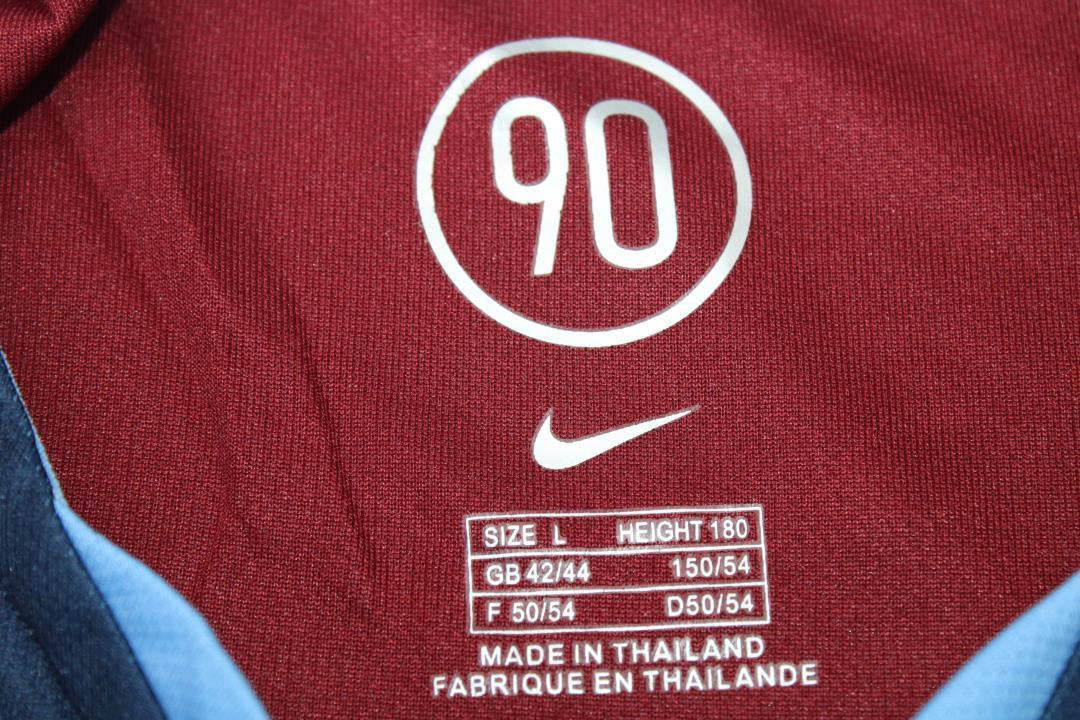 90
SIZE L HEIGHT 180
GB 42/44 150/54
F 50/54 D50/54
MADE IN THAILAND
FABRIQUE EN THAILANDE